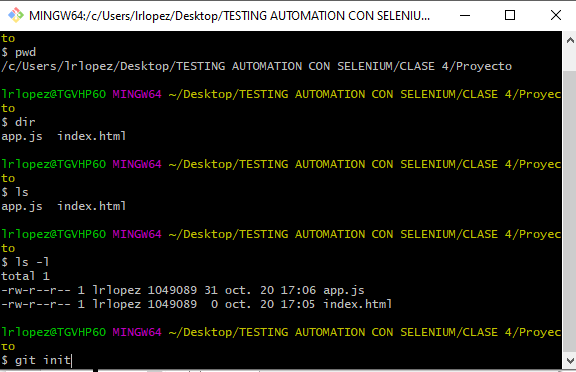 MINGW64:/c/Users/lrlopez/Desktop/TESTING AUTOMATION CON SELENIU...
to
$ pwd
/c/Users/lrlopez/Desktop/TESTING AUTOMATION CON SELENIUM/CLASE 4/Proyecto
lrlopez@TGVHP60 MINGW64 ~/Desktop/TESTING AUTOMATION CON SELENIUM/CLASE 4/Proyec
to
$ dir
app.js  index.html
lrlopez@TGVHP60 MINGW64 ~/Desktop/TESTING AUTOMATION CON SELENIUM/CLASE 4/Proyec
to
$ ls
app.js  index.html
lrlopez@TGVHP60 MINGW64 ~/Desktop/TESTING AUTOMATION CON SELENIUM/CLASE 4/Proyec
to
$ ls -l
total 1
-rw-r--r-- 1 lrlopez 1049089 31 oct. 20 17:06 app.js
-rw-r--r-- 1 lrlopez 1049089  0 oct. 20 17:05 index.html
lrlopez@TGVHP60 MINGW64 ~/Desktop/TESTING AUTOMATION CON SELENIUM/CLASE 4/Proyec
to
$ git init